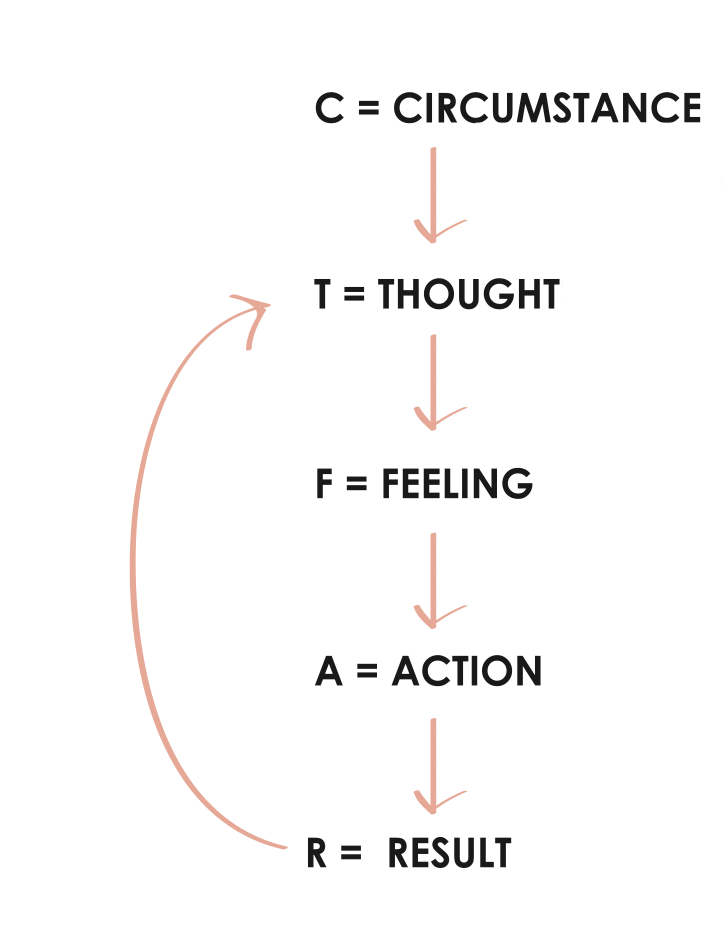 C = CIRCUMSTANCE
T = THOUGHT
F = FEELING
A = ACTION
R = RESULT